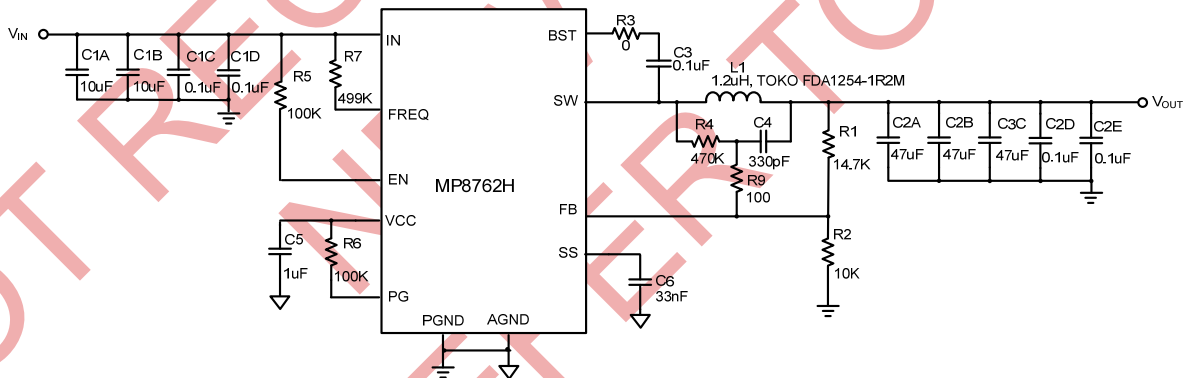 VIN
C1A
10uF
C1B
10uF
C1C
0.1uF
C1D
0.1uF
R5
100K
R7
499K
IN
FREQ
EN
VCC
PG
PGND
AGND
MP8762H
BST
SW
FB
SS
C5
1uF
R6
100K
R3
0
C3
0.1uF
L1
1.2uH, TOKO FDA1254-1R2M
R4
470K
C4
330pF
R9
100
R1
14.7K
R2
10K
C6
33nF
C2A
47uF
C2B
47uF
C3C
47uF
C2D
0.1uF
C2E
0.1uF
VOUT